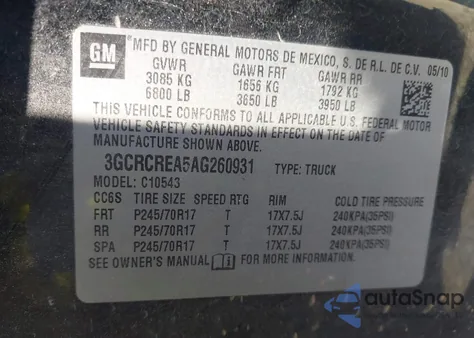 GM
MFD BY GENERAL MOTORS DE MEXICO, S. DE R.L. DE C.V. 05/10
GVWR GAWR FRT GAWR RR
3085 KG 1656 KG 1792 KG
6800 LB 3650 LB 3950 LB
THIS VEHICLE CONFORMS TO ALL APPLICABLE U.S. FEDERAL MOTOR
VEHICLE SAFETY STANDARDS IN EFFECT ON THE DATE OF
MANUFACTURE SHOWN ABOVE.
3GCRCREA5AG260931 TYPE: TRUCK
MODEL: C10543
CC6S TIRE SIZE SPEED RTG RIM COLD TIRE PRESSURE
FRT P245/70R17 T 17X7.5J 240KPA(35PSI)
RR P245/70R17 T 17X7.5J 240KPA(35PSI)
SPA P245/70R17 T 17X7.5J 240KPA(35PSI)
SEE OWNER'S MANUAL FOR MORE INFORMATION.
autoSnap